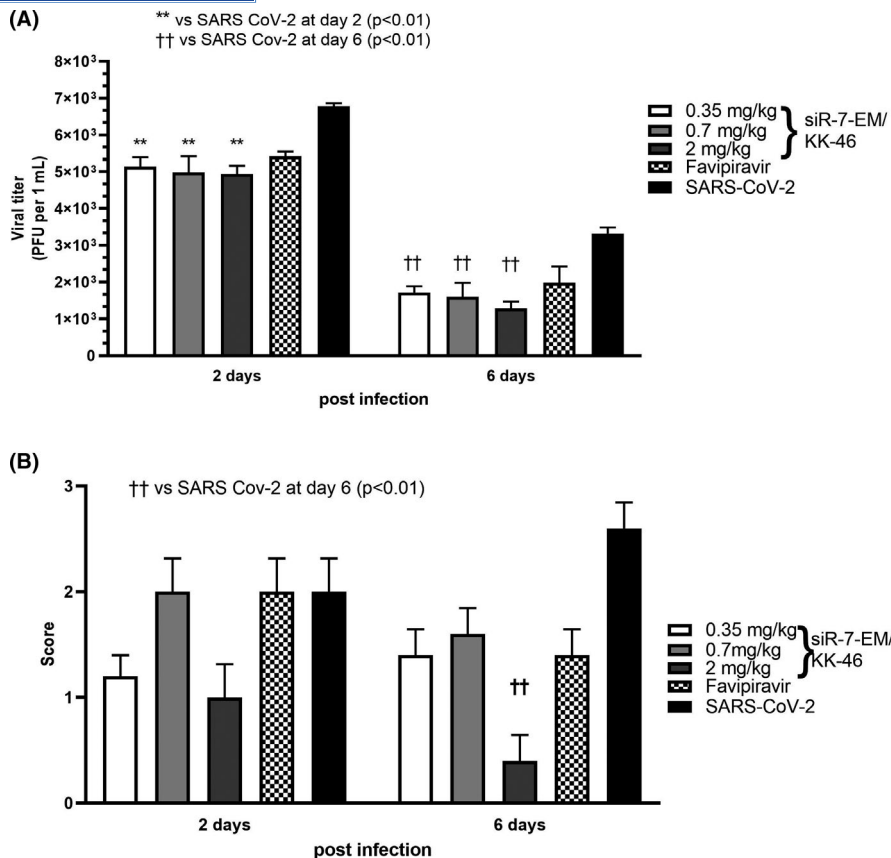 (A)
** vs SARS CoV-2 at day 2 (p<0.01)
†† vs SARS Cov-2 at day 6 (p<0.01)
8×10³
7×10³
6×10³
5×10³
4×10³
3×10³
2×10³
1×10³
0
Viral titer
(PFU per 1 mL)
** ** **
†† †† ††
2 days 6 days
post infection
0.35 mg/kg
0.7 mg/kg
2 mg/kg
Favipiravir
SARS-CoV-2
siR-7-EM/
KK-46
(B)
†† vs SARS Cov-2 at day 6 (p<0.01)
3
2
1
0
Score
††
2 days 6 days
post infection
0.35 mg/kg
0.7mg/kg
2 mg/kg
Favipiravir
SARS-CoV-2
siR-7-EM/
KK-46